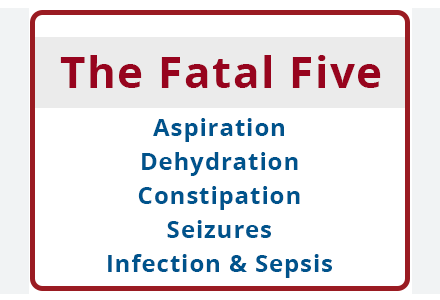 The Fatal Five
Aspiration
Dehydration
Constipation
Seizures
Infection & Sepsis